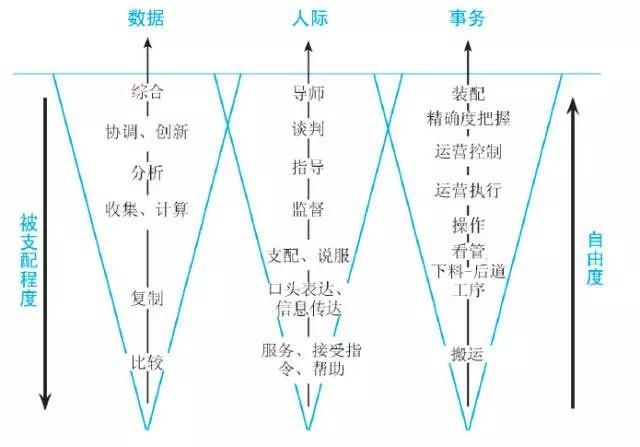 数据
人际
事务
综合
协调、创新
分析
收集、计算
复制
比较
导师
谈判
指导
监督
支配、说服
口头表达、
信息传达
服务、接受指
令、帮助
装配
精确度把握
运营控制
运营执行
操作
看管
下料-后道
工序
搬运
被支配程度
自由度